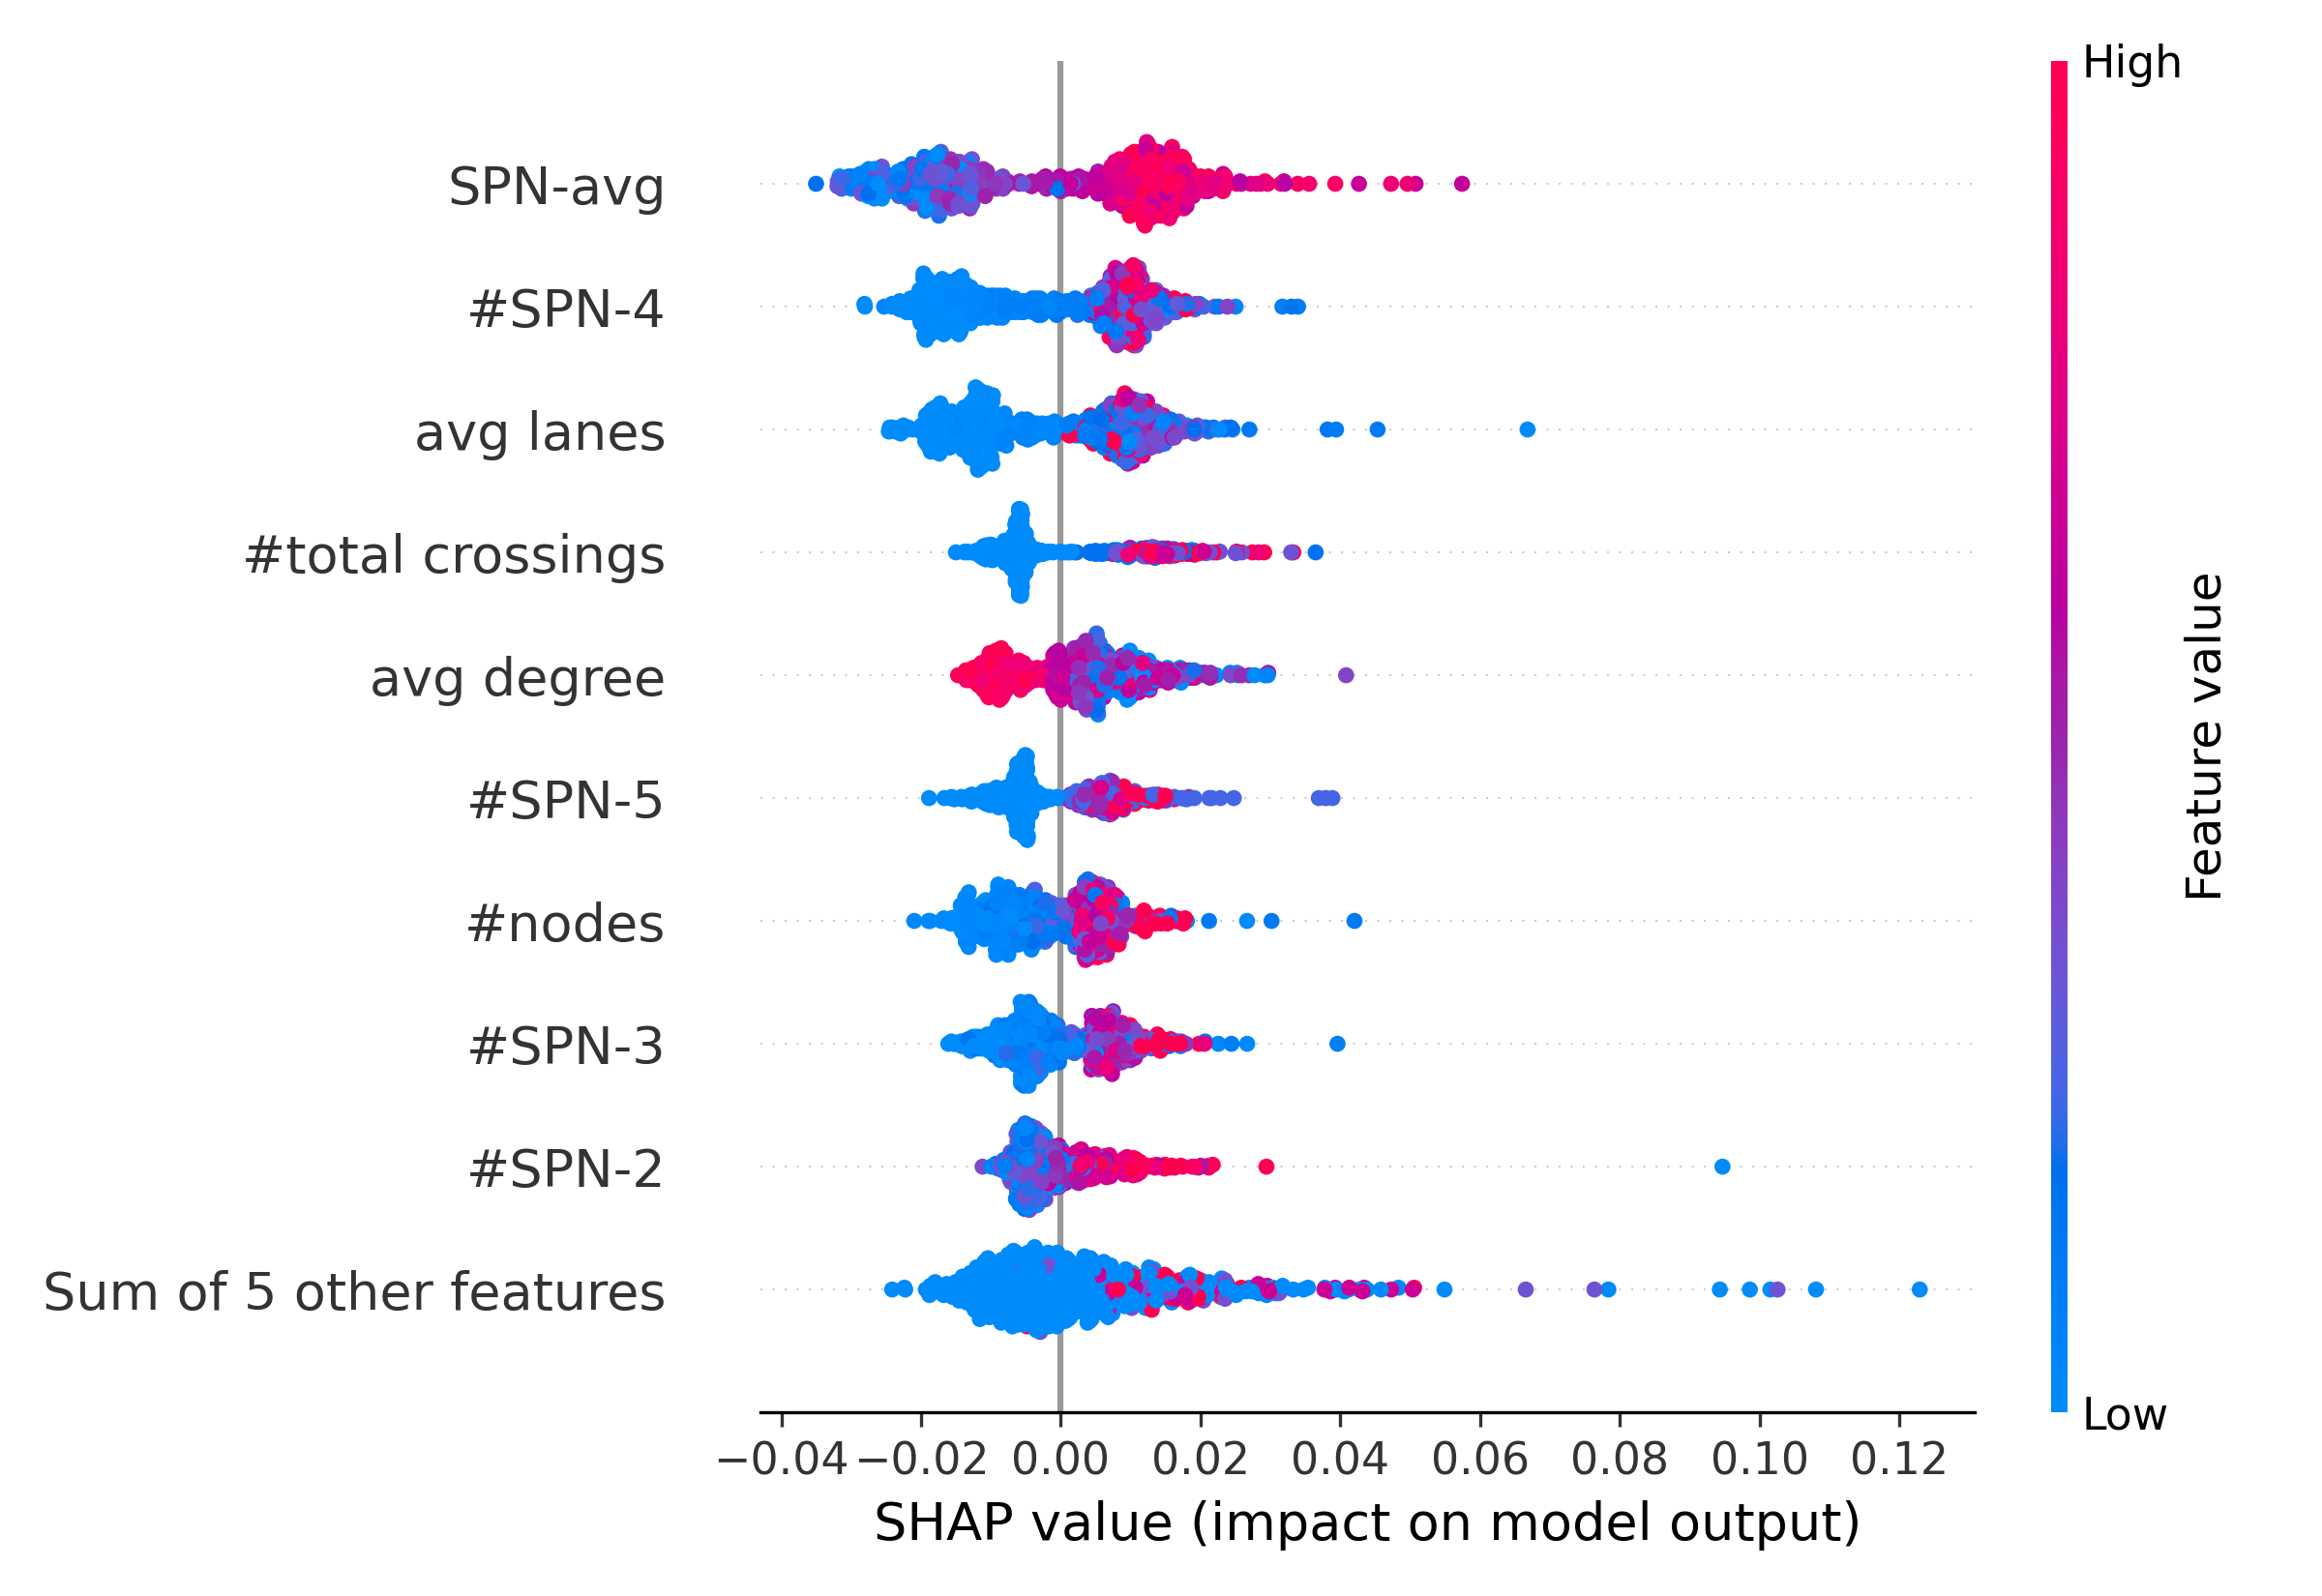 High
SPN-avg
#SPN-4
avg lanes
#total crossings
avg degree
#SPN-5
#nodes
#SPN-3
#SPN-2
Sum of 5 other features
Feature value
Low
−0.04 −0.02 0.00 0.02 0.04 0.06 0.08 0.10 0.12
SHAP value (impact on model output)